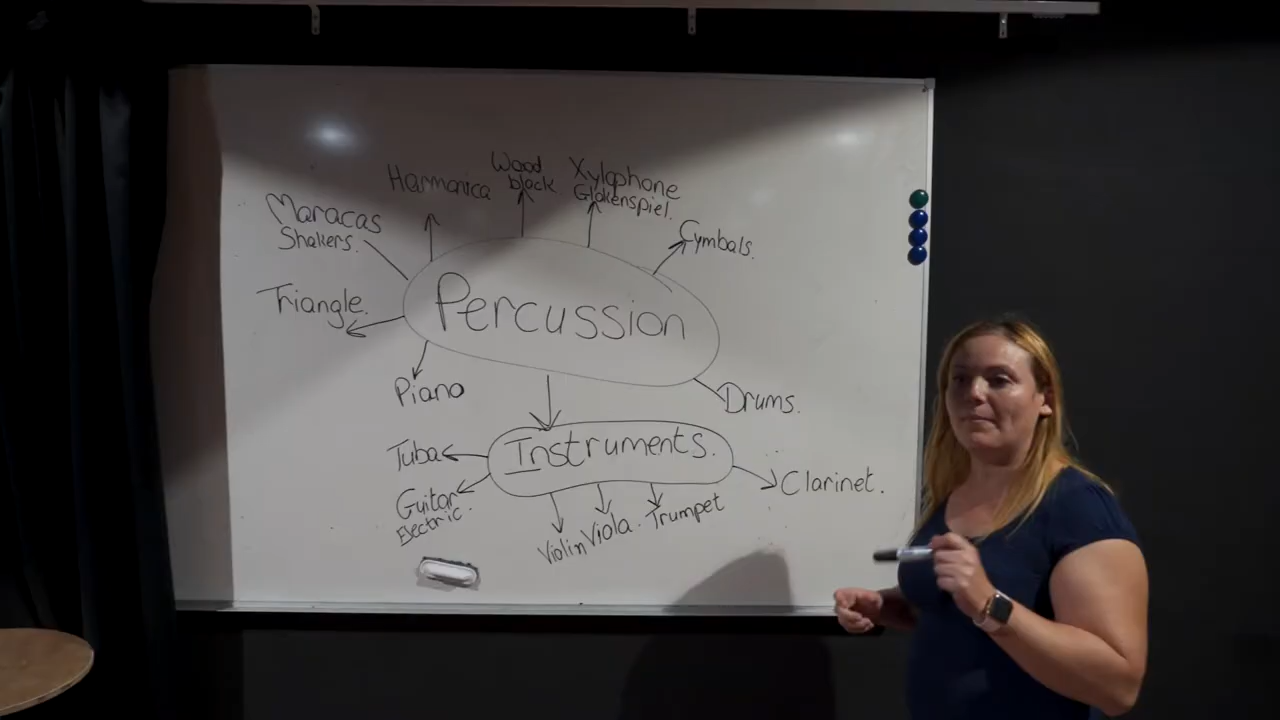 Harmonica
Wood
block
Xylophone
Glokenspiel.
Maracas
Shakers.
Cymbals.
Triangle.
Percussion
Piano
Drums.
Instruments.
Tuba
Clarinet.
Guitar
Electric.
Violin
Viola.
Trumpet